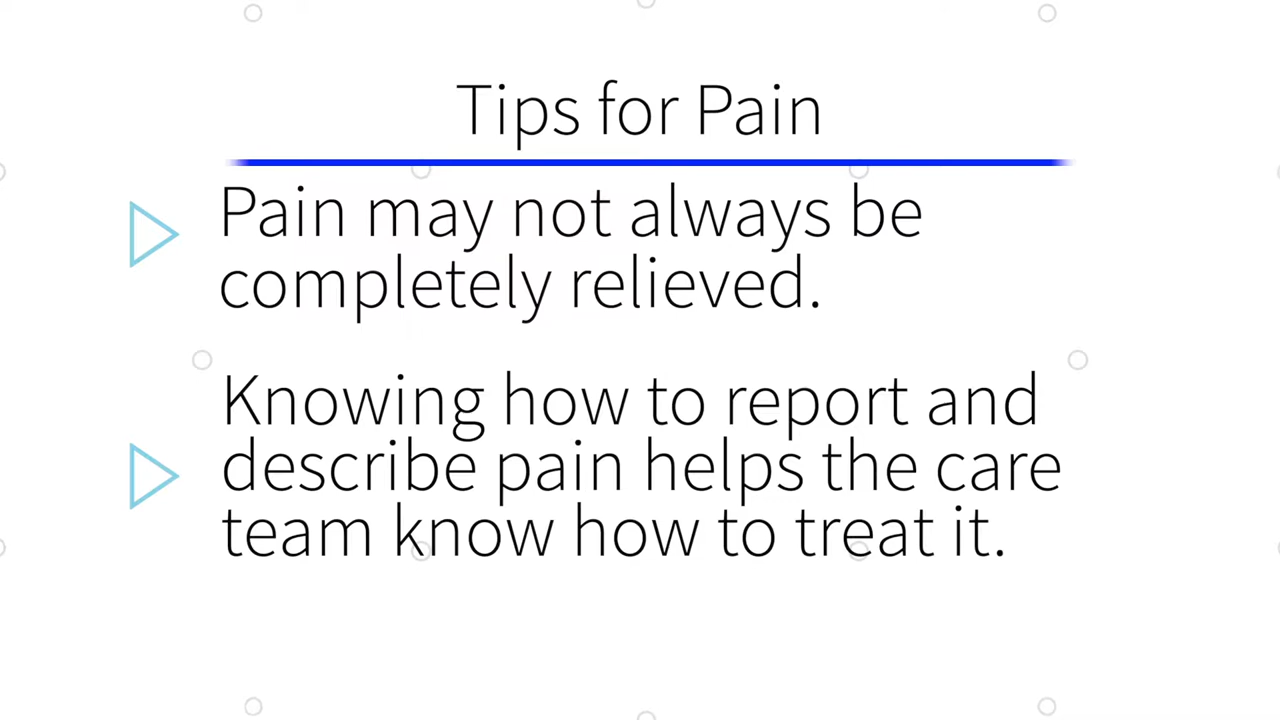 Tips for Pain
Pain may not always be
completely relieved.
Knowing how to report and
describe pain helps the care
team know how to treat it.